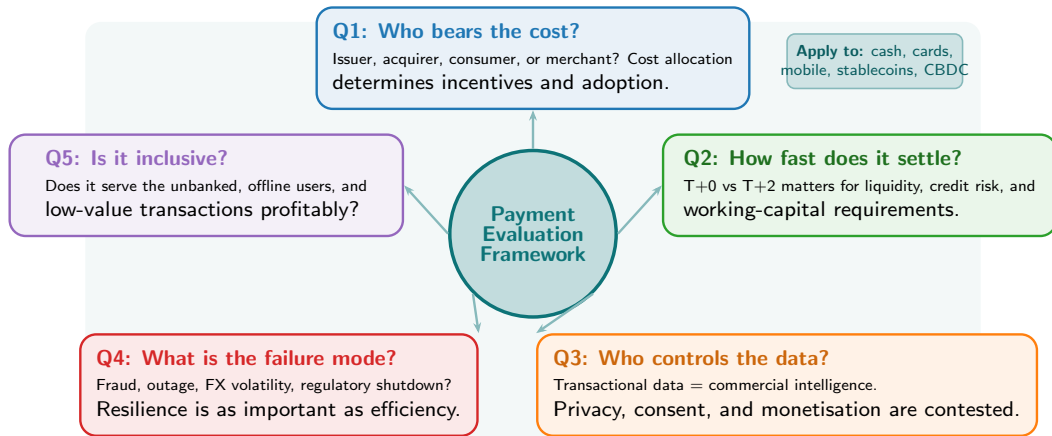 Q1: Who bears the cost?
Issuer, acquirer, consumer, or merchant? Cost allocation
determines incentives and adoption.
Apply to: cash, cards,
mobile, stablecoins, CBDC
Q5: Is it inclusive?
Does it serve the unbanked, offline users, and
low-value transactions profitably?
Q2: How fast does it settle?
T+0 vs T+2 matters for liquidity, credit risk, and
working-capital requirements.
Payment
Evaluation
Framework
Q4: What is the failure mode?
Fraud, outage, FX volatility, regulatory shutdown?
Resilience is as important as efficiency.
Q3: Who controls the data?
Transactional data = commercial intelligence.
Privacy, consent, and monetisation are contested.